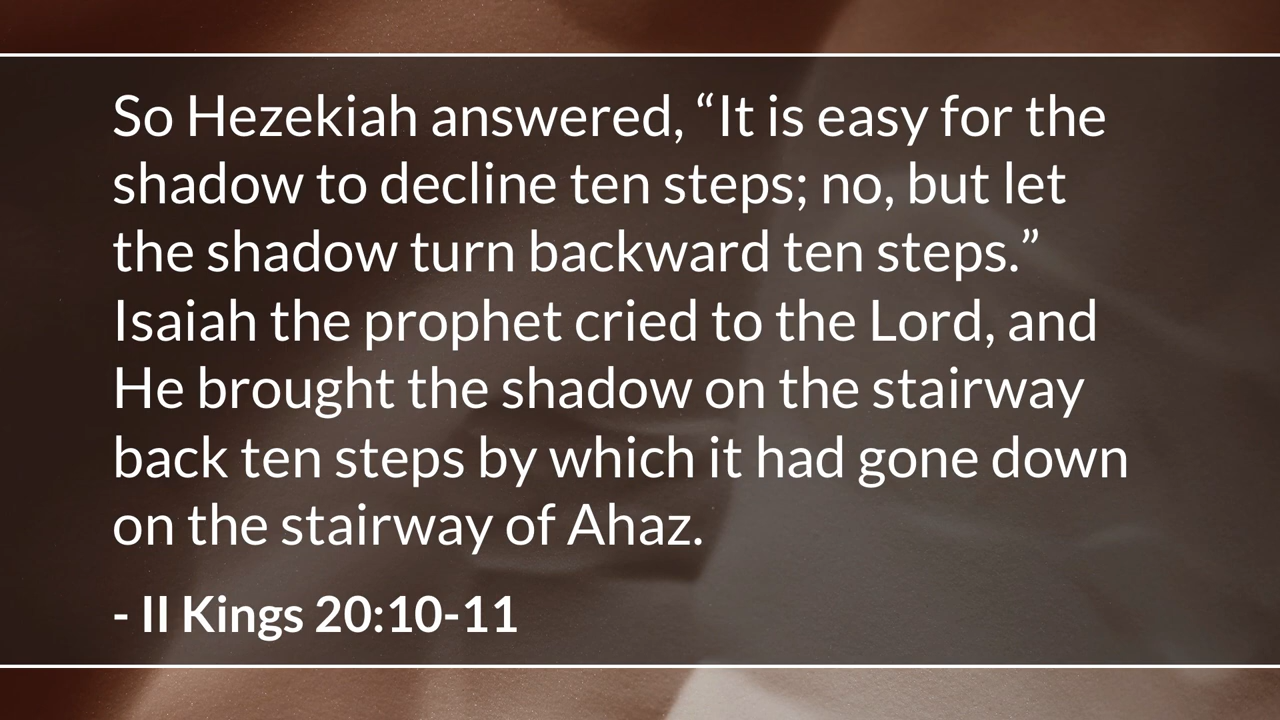 So Hezekiah answered, “It is easy for the
shadow to decline ten steps; no, but let
the shadow turn backward ten steps.”
Isaiah the prophet cried to the Lord, and
He brought the shadow on the stairway
back ten steps by which it had gone down
on the stairway of Ahaz.
- II Kings 20:10-11